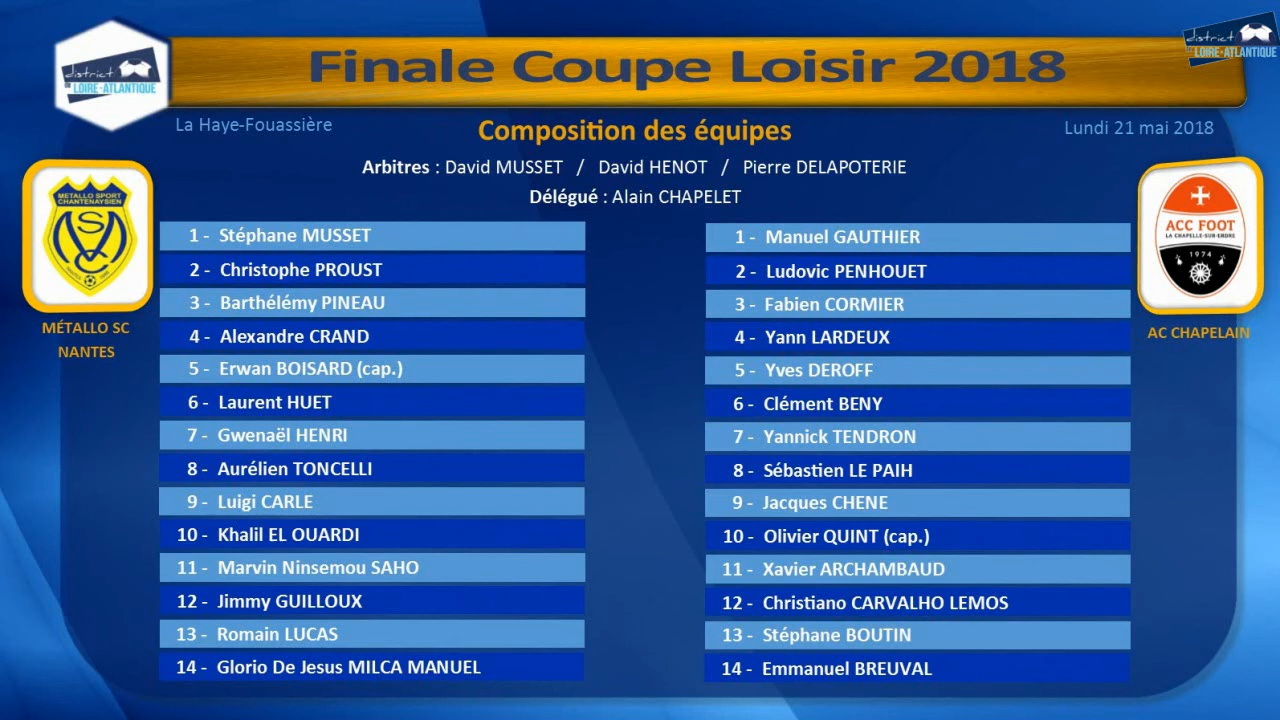 district
DE LOIRE-ATLANTIQUE
Finale Coupe Loisir 2018
district
DE LOIRE-ATLANTIQUE
La Haye-Fouassière
Composition des équipes
Lundi 21 mai 2018
Arbitres : David MUSSET / David HENOT / Pierre DELAPOTERIE
Délégué : Alain CHAPELET
METALLO SPORT
CHANTENAYSIEN
MÉTALLO SC
NANTES
1 - Stéphane MUSSET
2 - Christophe PROUST
3 - Barthélémy PINEAU
4 - Alexandre CRAND
5 - Erwan BOISARD (cap.)
6 - Laurent HUET
7 - Gwenaël HENRI
8 - Aurélien TONCELLI
9 - Luigi CARLE
10 - Khalil EL OUARDI
11 - Marvin Ninsemou SAHO
12 - Jimmy GUILLOUX
13 - Romain LUCAS
14 - Glorio De Jesus MILCA MANUEL
ACC FOOT
LA CHAPELLE-SUR-ERDRE
1974
AC CHAPELAIN
1 - Manuel GAUTHIER
2 - Ludovic PENHOUET
3 - Fabien CORMIER
4 - Yann LARDEUX
5 - Yves DEROFF
6 - Clément BENY
7 - Yannick TENDRON
8 - Sébastien LE PAIH
9 - Jacques CHENE
10 - Olivier QUINT (cap.)
11 - Xavier ARCHAMBAUD
12 - Christiano CARVALHO LEMOS
13 - Stéphane BOUTIN
14 - Emmanuel BREUVAL